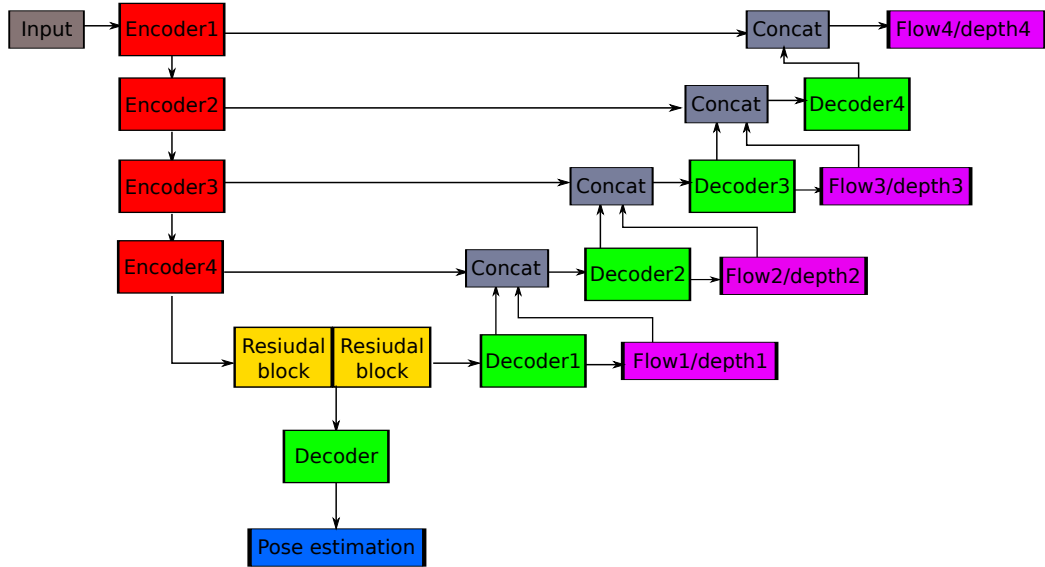 Input
Encoder1
Concat
Flow4/depth4
Encoder2
Concat
Decoder4
Encoder3
Concat
Decoder3
Flow3/depth3
Encoder4
Concat
Decoder2
Flow2/depth2
Resiudal
block
Resiudal
block
Decoder1
Flow1/depth1
Decoder
Pose estimation